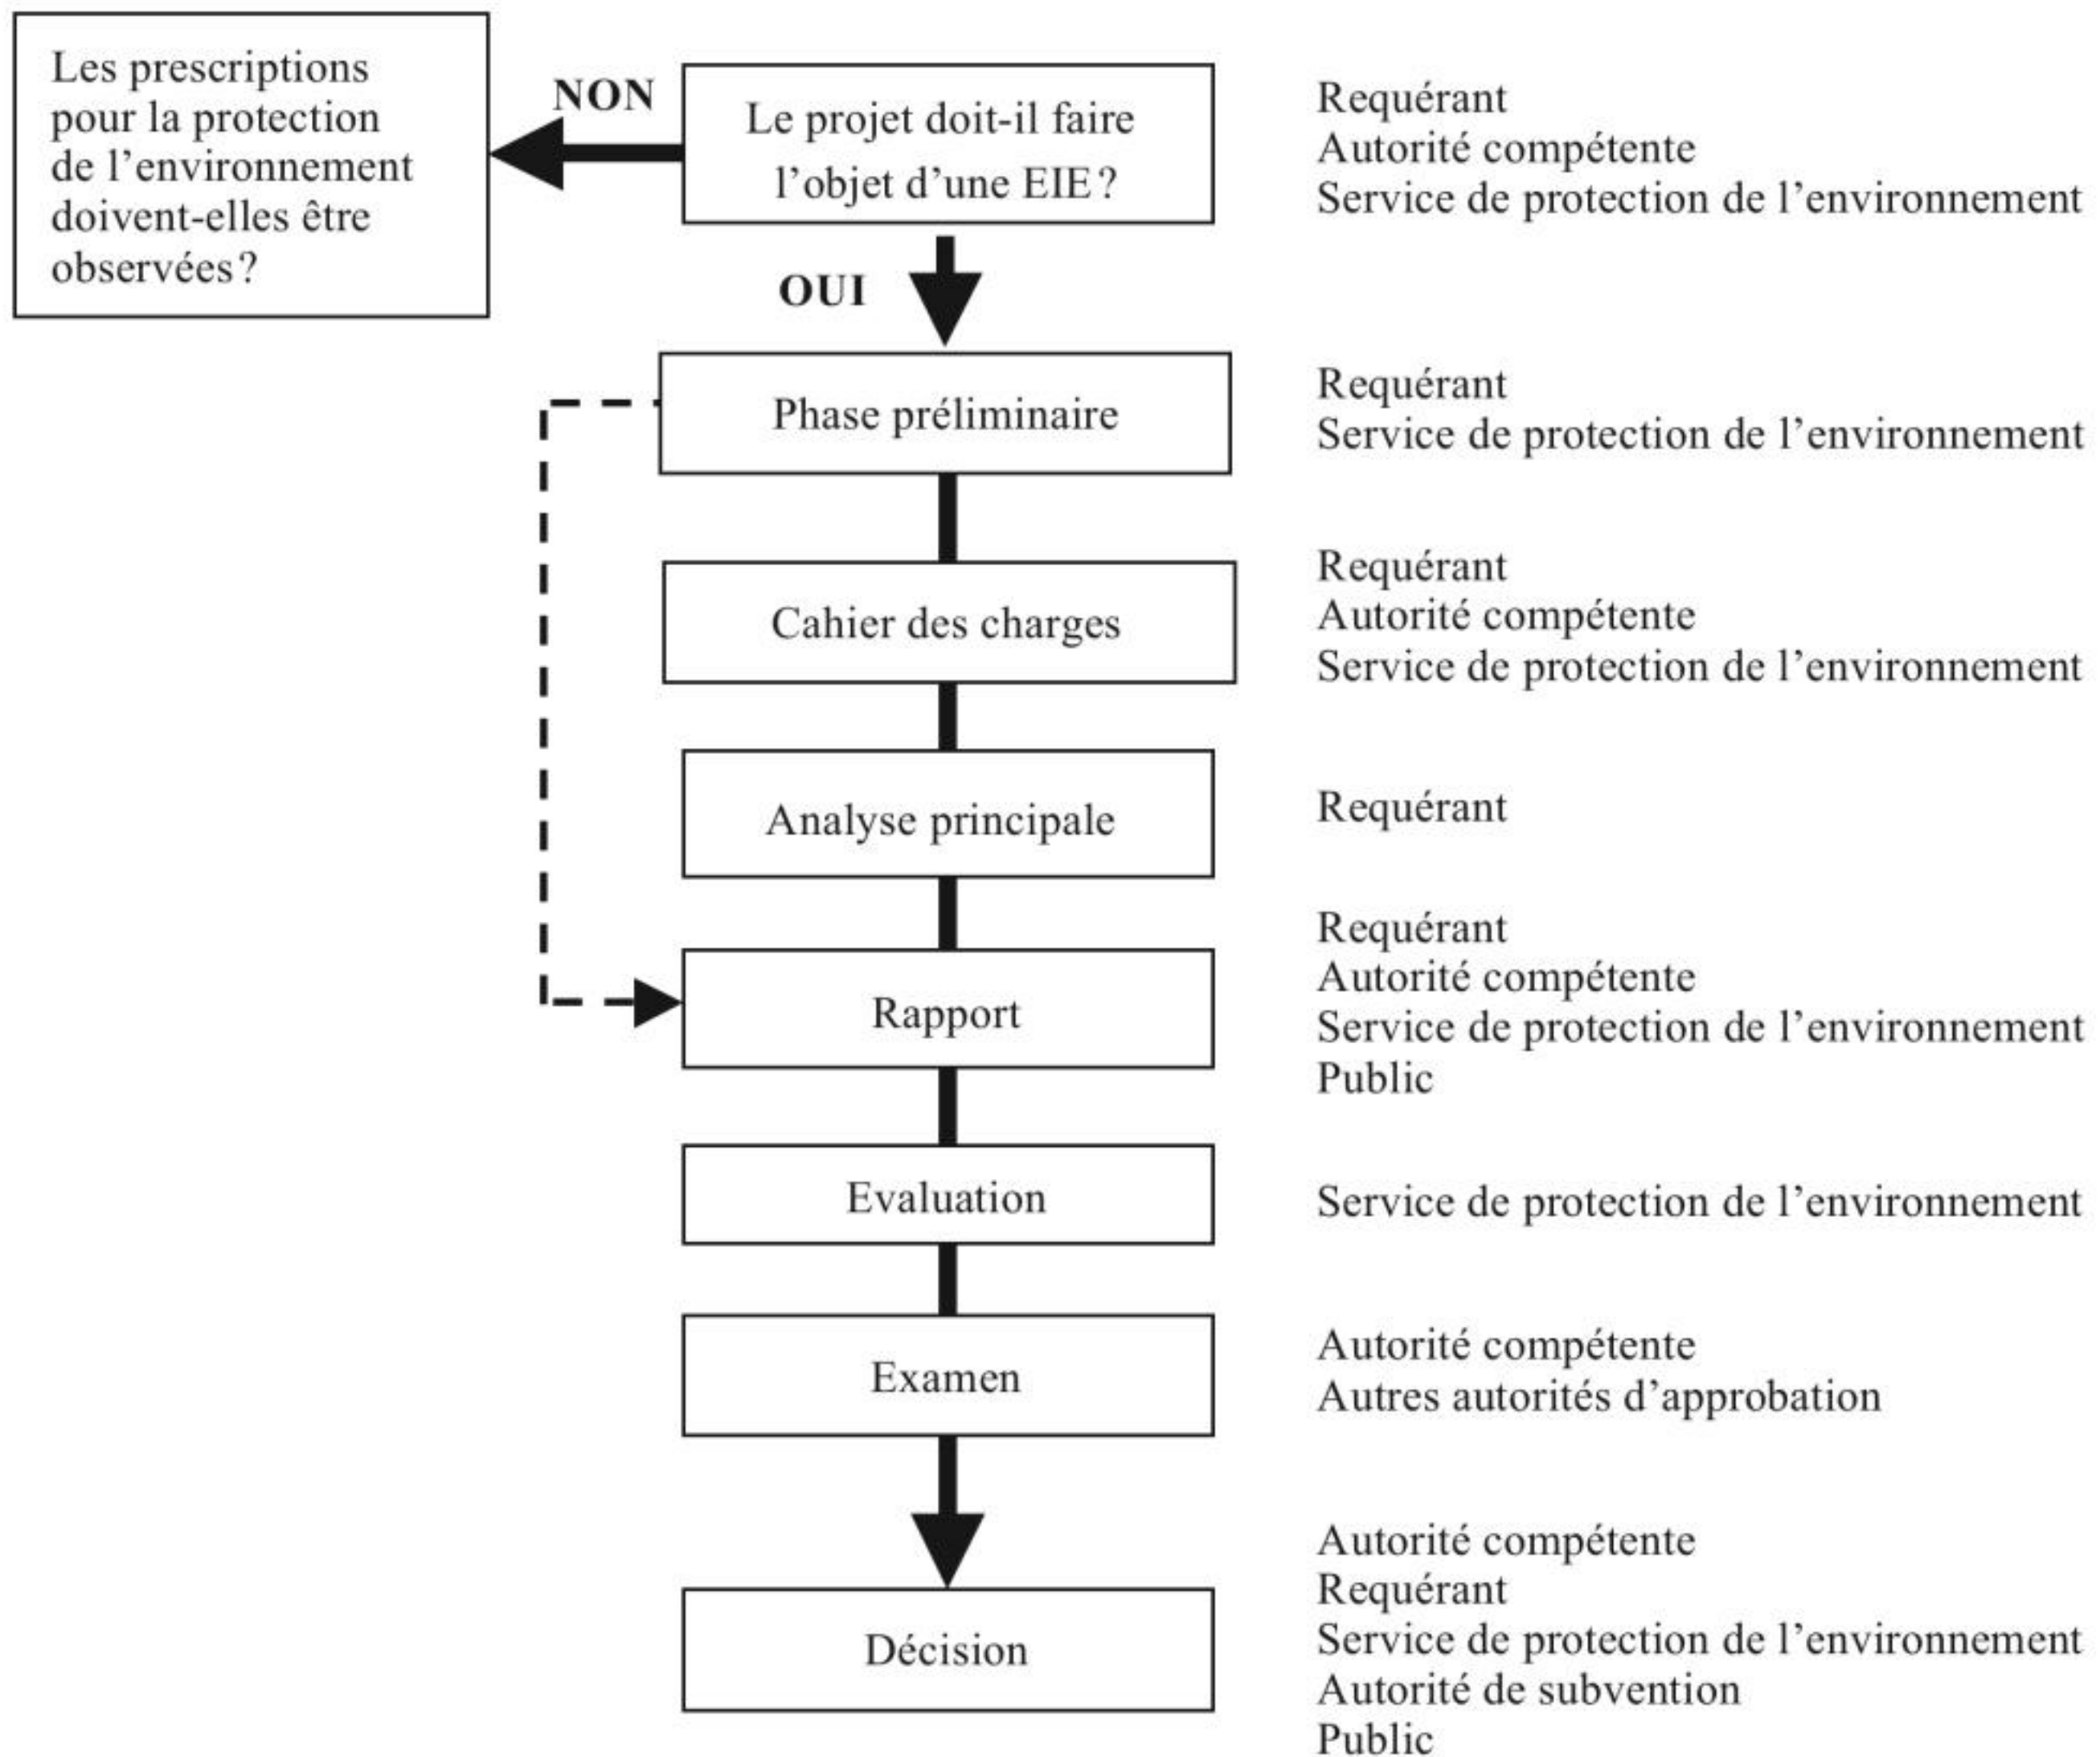 Les prescriptions
pour la protection
de l’environnement
doivent-elles être
observées ?
NON
Le projet doit-il faire
l’objet d’une EIE ?
Requérant
Autorité compétente
Service de protection de l’environnement
OUI
Phase préliminaire
Requérant
Service de protection de l’environnement
Cahier des charges
Requérant
Autorité compétente
Service de protection de l’environnement
Analyse principale
Requérant
Rapport
Requérant
Autorité compétente
Service de protection de l’environnement
Public
Evaluation
Service de protection de l’environnement
Examen
Autorité compétente
Autres autorités d’approbation
Décision
Autorité compétente
Requérant
Service de protection de l’environnement
Autorité de subvention
Public